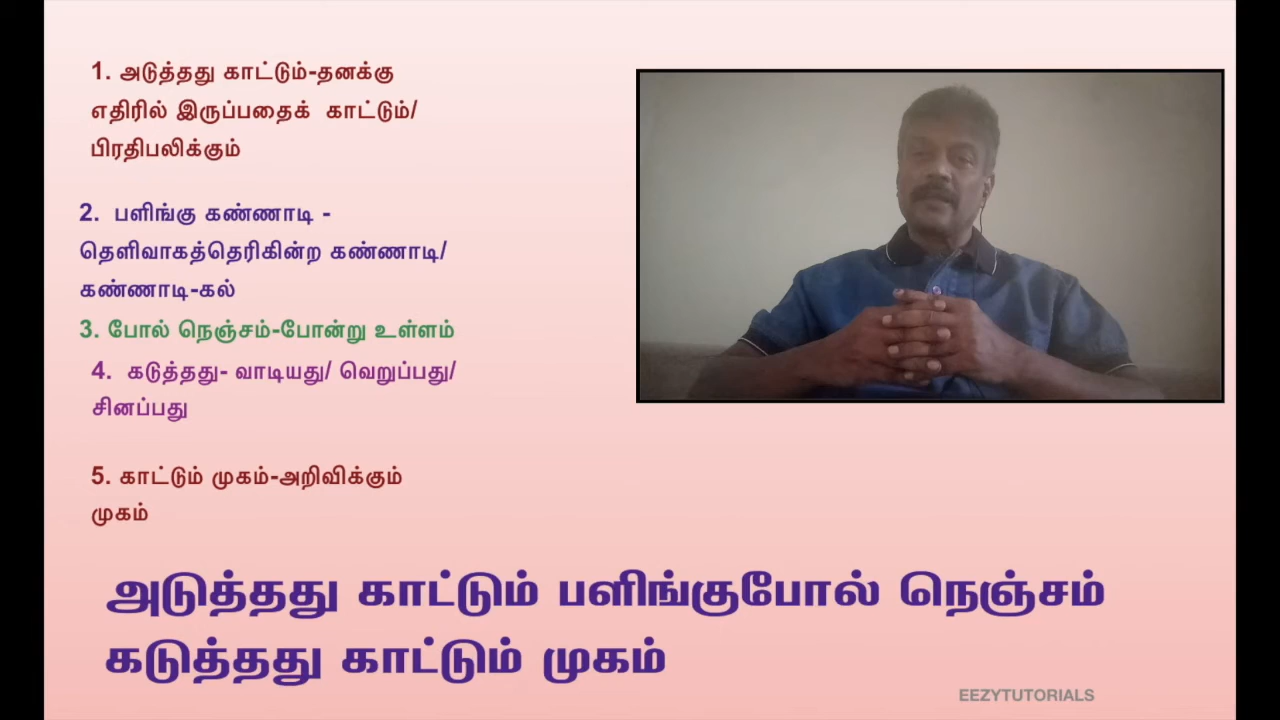 1. அடுத்தது காட்டும்-தனக்கு
எதிரில் இருப்பதைக் காட்டும்/
பிரதிபலிக்கும்
2. பளிங்கு கண்ணாடி -
தெளிவாகத்தெரிகின்ற கண்ணாடி/
கண்ணாடி-கல்
3. போல் நெஞ்சம்-போன்று உள்ளம்
4. கடுத்தது- வாடியது/ வெறுப்பது/
சினப்பது
5. காட்டும் முகம்-அறிவிக்கும்
முகம்
அடுத்தது காட்டும் பளிங்குபோல் நெஞ்சம்
கடுத்தது காட்டும் முகம்
EEZYTUTORIALS